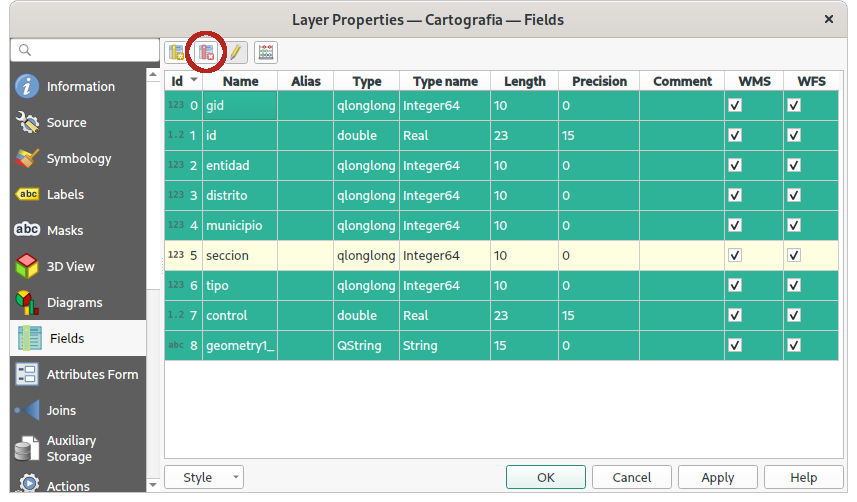 Layer Properties — Cartografia — Fields
Information
Source
Symbology
abc Labels
abc Masks
3D View
Diagrams
Fields
Attributes Form
Joins
Auxiliary
Storage
Actions
Id Name Alias Type Type name Length Precision Comment WMS WFS
123 0 gid qlonglong Integer64 10 0
1.2 1 id double Real 23 15
123 2 entidad qlonglong Integer64 10 0
123 3 distrito qlonglong Integer64 10 0
123 4 municipio qlonglong Integer64 10 0
123 5 seccion qlonglong Integer64 10 0
123 6 tipo qlonglong Integer64 10 0
1.2 7 control double Real 23 15
abc 8 geometry1_ QString String 15 0
Style OK Cancel Apply Help